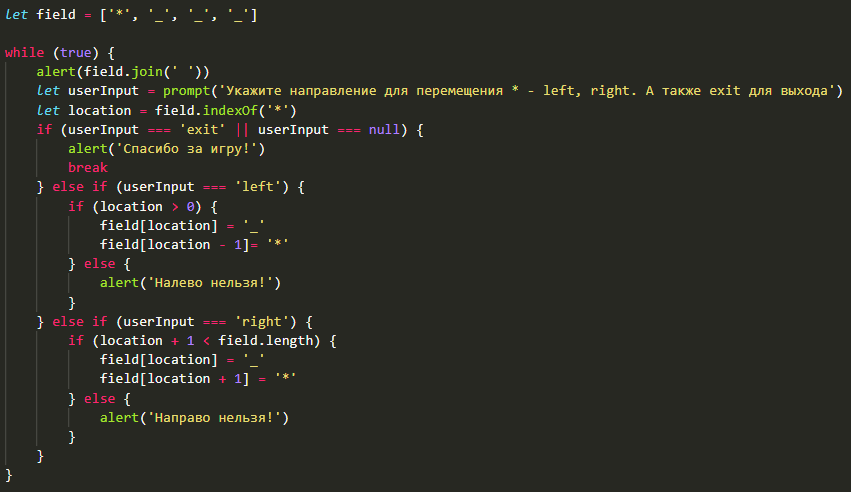 let field = ['*', '_', '_', '_']

while (true) {
    alert(field.join(' '))
    let userInput = prompt('Укажите направление для перемещения * - left, right. А также exit для выхода')
    let location = field.indexOf('*')
    if (userInput === 'exit' || userInput === null) {
        alert('Спасибо за игру!')
        break
    } else if (userInput === 'left') {
        if (location > 0) {
            field[location] = '_'
            field[location - 1]= '*'
        } else {
            alert('Налево нельзя!')
        }
    } else if (userInput === 'right') {
        if (location + 1 < field.length) {
            field[location] = '_'
            field[location + 1] = '*'
        } else {
            alert('Направо нельзя!')
        }
    }
}